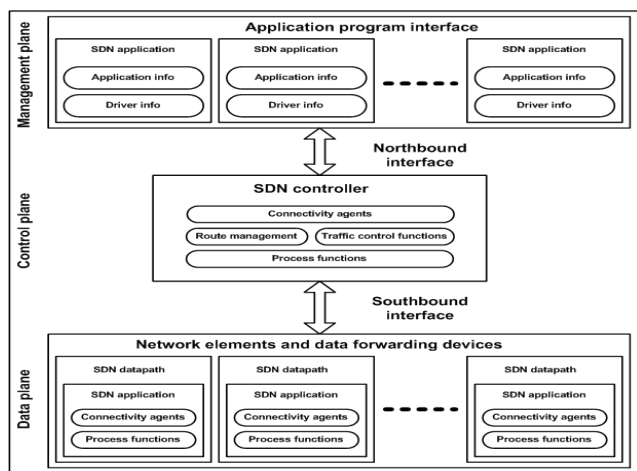 Management plane
Application program interface
SDN application
Application info
Driver info
SDN application
Application info
Driver info
SDN application
Application info
Driver info
Northbound
interface
Control plane
SDN controller
Connectivity agents
Route management
Traffic control functions
Process functions
Southbound
interface
Data plane
Network elements and data forwarding devices
SDN datapath
SDN application
Connectivity agents
Process functions
SDN datapath
SDN application
Connectivity agents
Process functions
SDN datapath
SDN application
Connectivity agents
Process functions